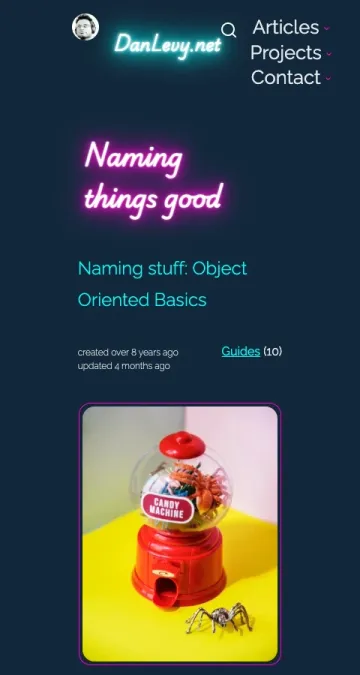 DanLevy.net
Articles
Projects
Contact
Naming
things good
Naming stuff: Object
Oriented Basics
created over 8 years ago
updated 4 months ago
Guides (10)
CANDY
MACHINE